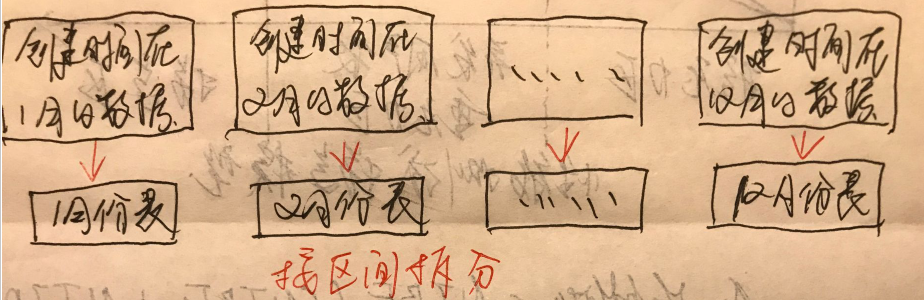 创建时间在
1月的数据
创建时间在
2月的数据
......
创建时间在
12月的数据
1月份表
2月份表
......
12月份表
按区间拆分